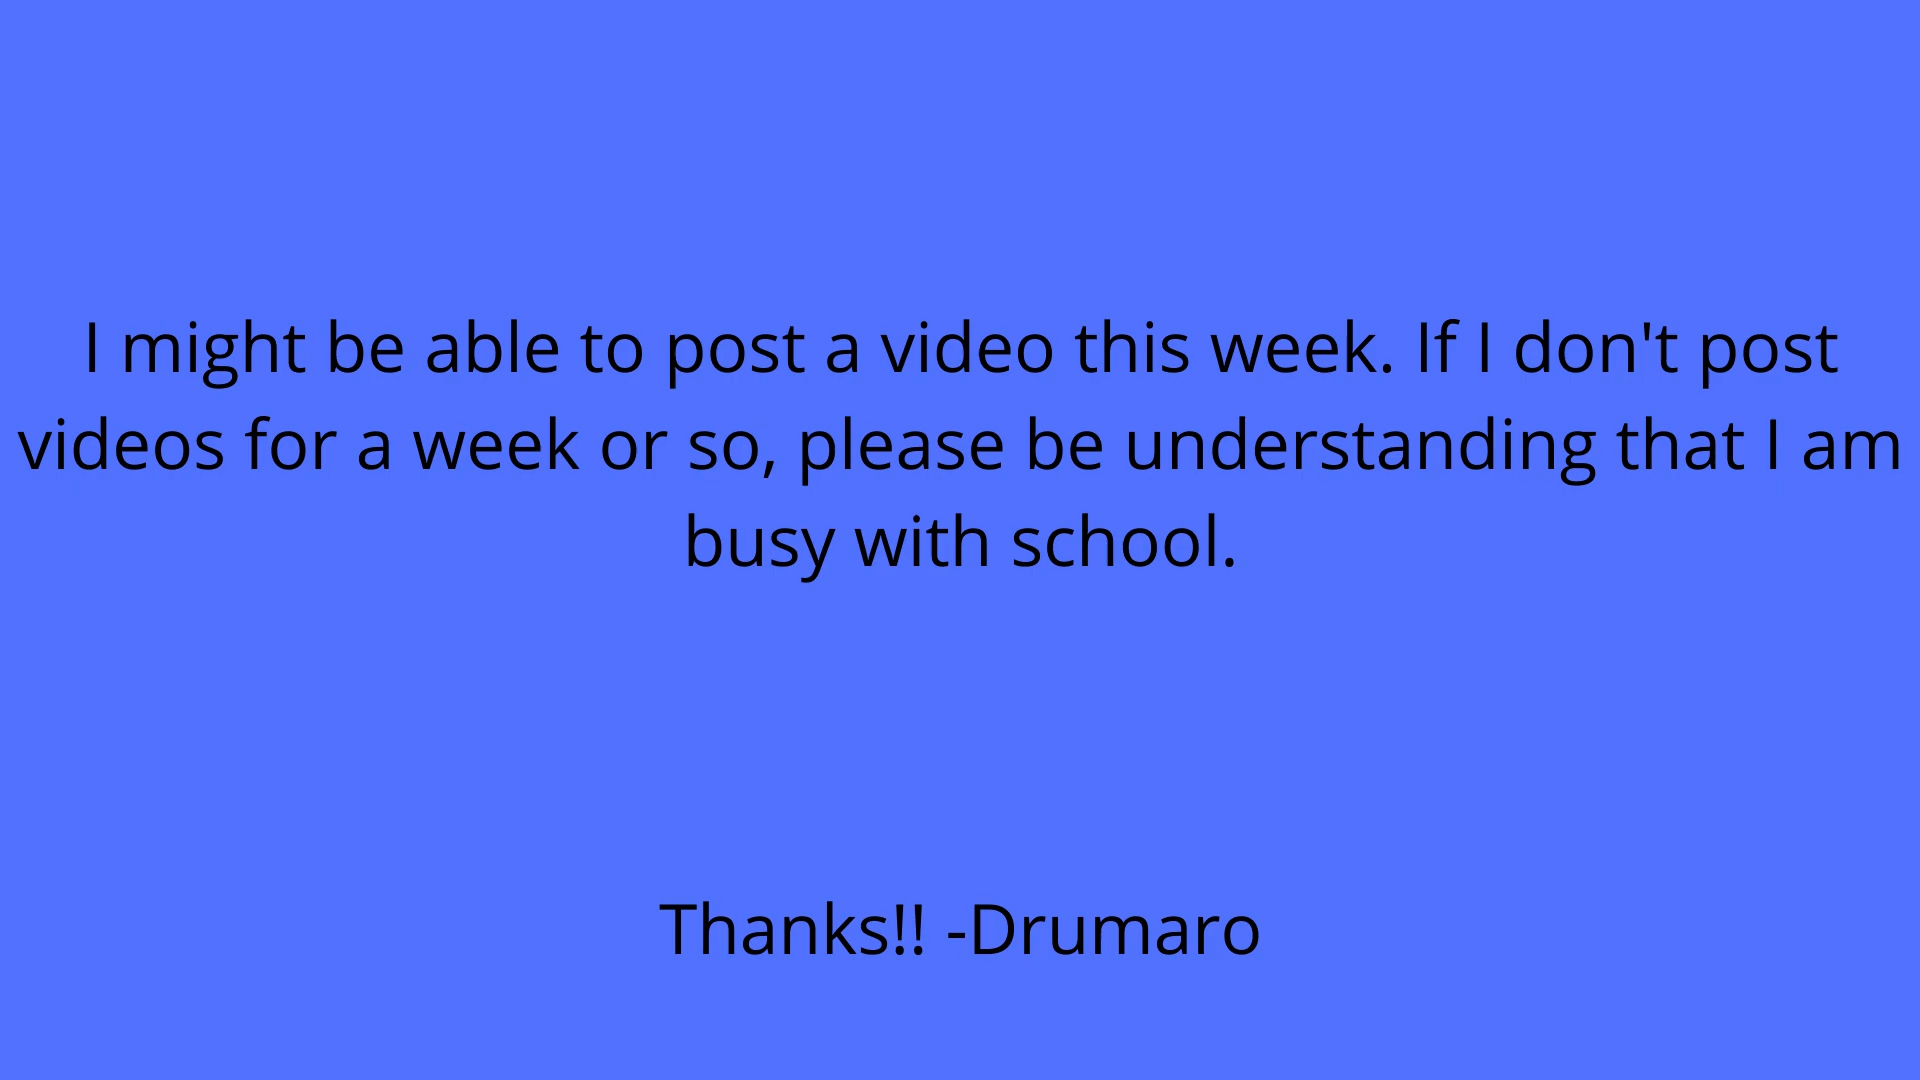 I might be able to post a video this week. If I don't post
videos for a week or so, please be understanding that I am
busy with school.
Thanks!! -Drumaro